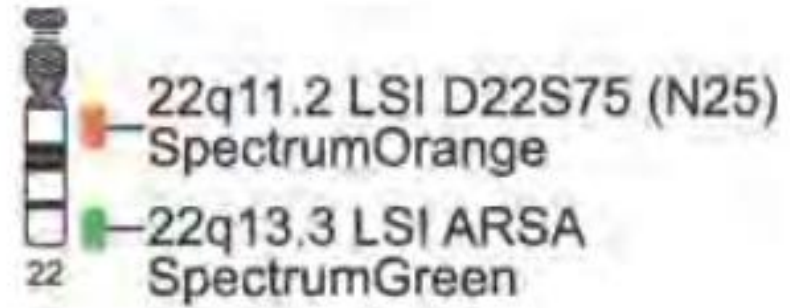 22q11.2 LSI D22S75 (N25)
SpectrumOrange
22q13.3 LSI ARSA
SpectrumGreen
22